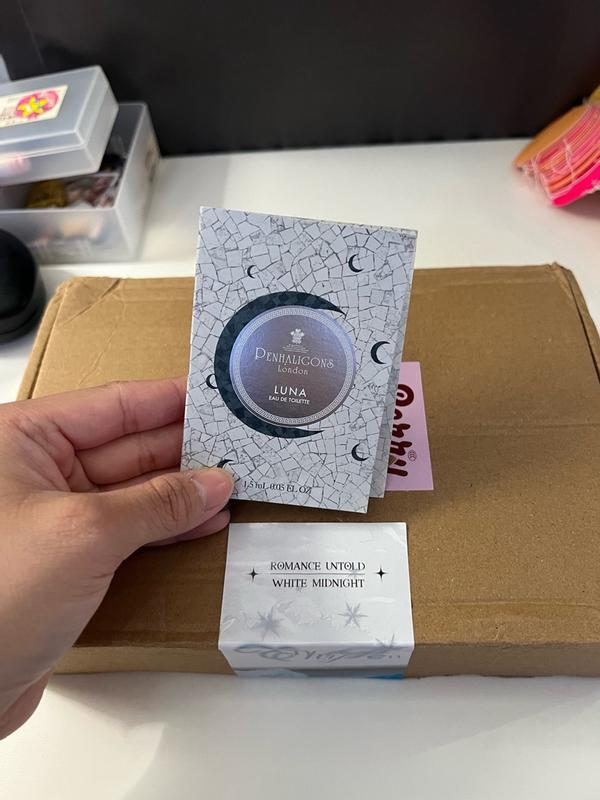 PENHALIGON'S
London
LUNA
EAU DE TOILETTE
1.5 mL 0.05 FL. OZ
ROMANCE UNTOLD
WHITE MIDNIGHT